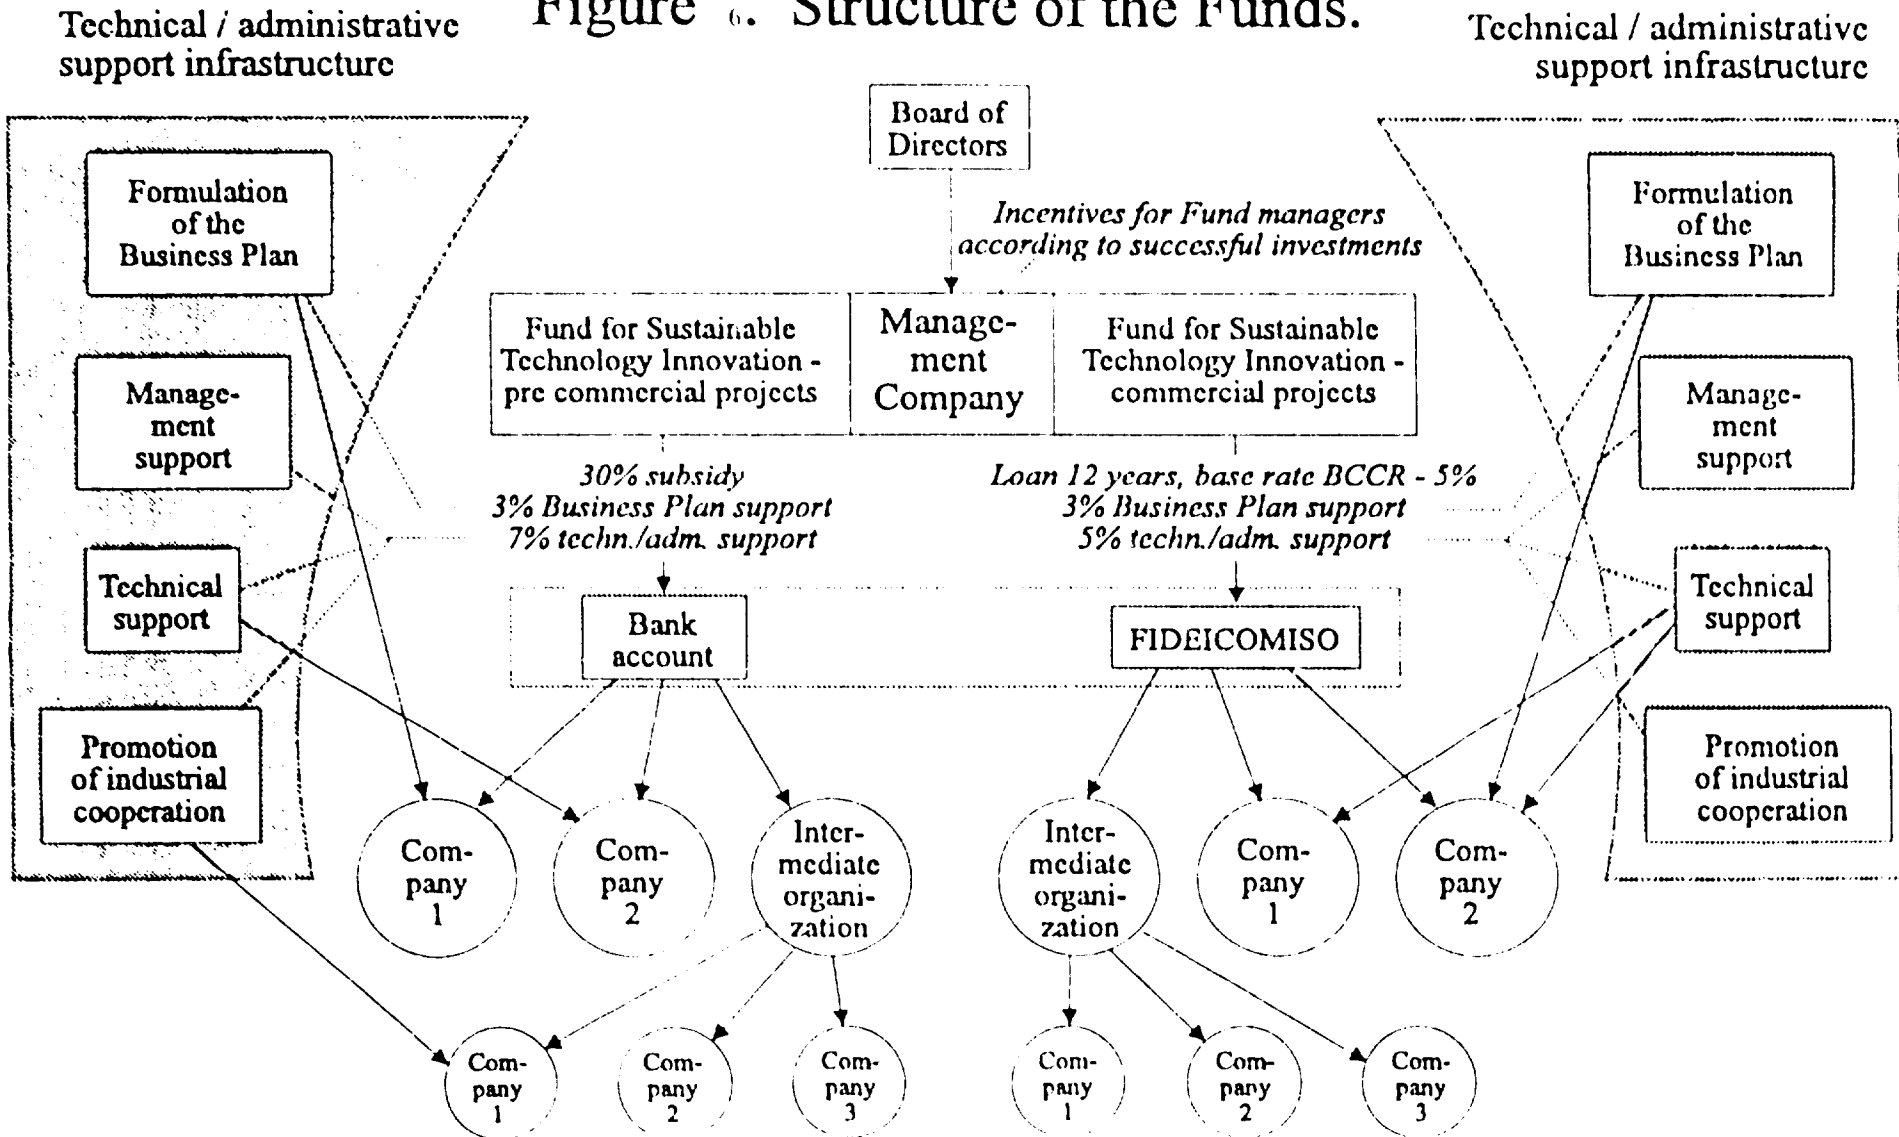 Figure 6. Structure of the Funds.
Technical / administrative
support infrastructure
Technical / administrative
support infrastructure
Board of
Directors
Incentives for Fund managers
according to successful investments
Formulation
of the
Business Plan
Manage-
ment
support
Technical
support
Promotion
of industrial
cooperation
Fund for Sustainable
Technology Innovation -
pre commercial projects
Manage-
ment
Company
Fund for Sustainable
Technology Innovation -
commercial projects
30% subsidy
3% Business Plan support
7% techn./adm. support
Loan 12 years, base rate BCCR - 5%
3% Business Plan support
5% techn./adm. support
Bank
account
FIDEICOMISO
Formulation
of the
Business Plan
Manage-
ment
support
Technical
support
Promotion
of industrial
cooperation
Com-
pany
1
Com-
pany
2
Inter-
mediate
organi-
zation
Inter-
mediate
organi-
zation
Com-
pany
1
Com-
pany
2
Com-
pany
1
Com-
pany
2
Com-
pany
3
Com-
pany
1
Com-
pany
2
Com-
pany
3